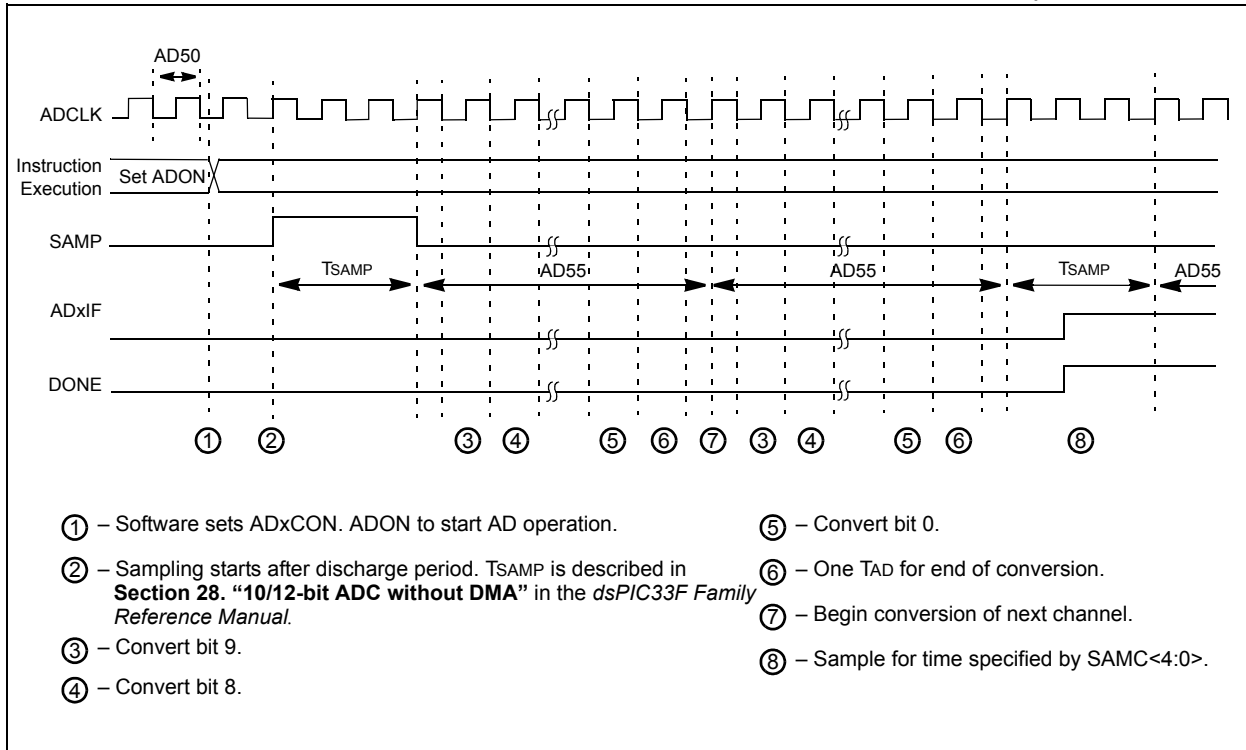 AD50
ADCLK
Instruction
Execution
Set ADON
SAMP
TSAMP
AD55
AD55
TSAMP
AD55
ADxIF
DONE
1 2 3 4 5 6 7 3 4 5 6 8
1 – Software sets ADxCON. ADON to start AD operation.
2 – Sampling starts after discharge period. TSAMP is described in
Section 28. “10/12-bit ADC without DMA” in the dsPIC33F Family
Reference Manual.
3 – Convert bit 9.
4 – Convert bit 8.
5 – Convert bit 0.
6 – One TAD for end of conversion.
7 – Begin conversion of next channel.
8 – Sample for time specified by SAMC<4:0>.